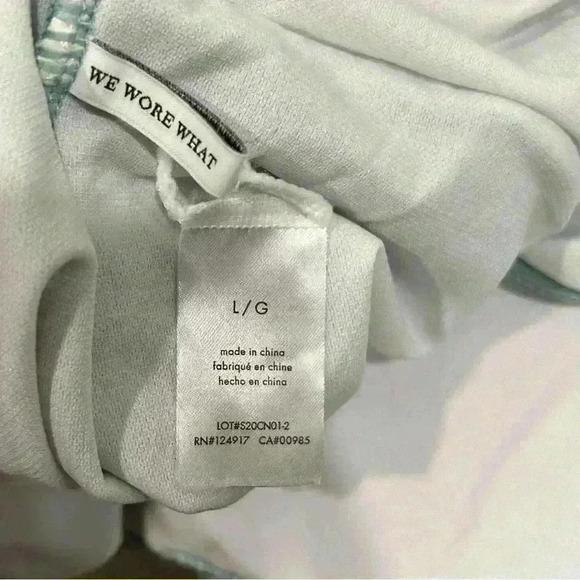 WE WORE WHAT
L / G
made in china
fabriqué en chine
hecho en china
LOT#S20CN01-2
RN#124917 CA#00985